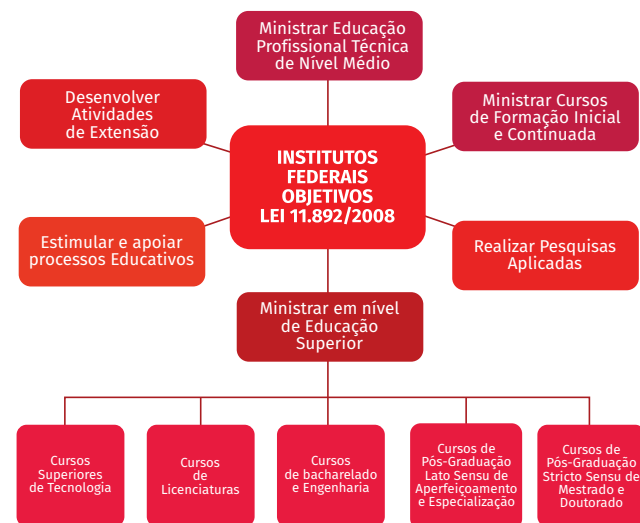 Ministrar Educação
Profissional Técnica
de Nível Médio
Desenvolver
Atividades
de Extensão
Ministrar Cursos
de Formação Inicial
e Continuada
INSTITUTOS
FEDERAIS
OBJETIVOS
LEI 11.892/2008
Estimular e apoiar
processos Educativos
Realizar Pesquisas
Aplicadas
Ministrar em nível
de Educação
Superior
Cursos
Superiores
de Tecnologia
Cursos
de
Licenciaturas
Cursos
de bacharelado
e Engenharia
Cursos de
Pós-Graduação
Lato Sensu de
Aperfeiçoamento
e Especialização
Cursos de
Pós-Graduação
Stricto Sensu de
Mestrado e
Doutorado